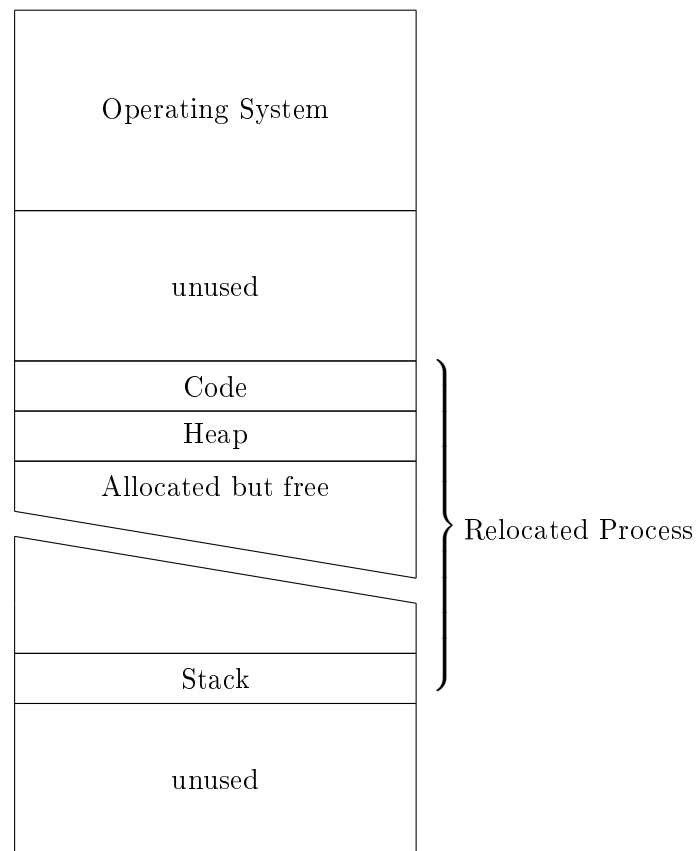 Operating System
unused
Code
Heap
Allocated but free
Relocated Process
Stack
unused